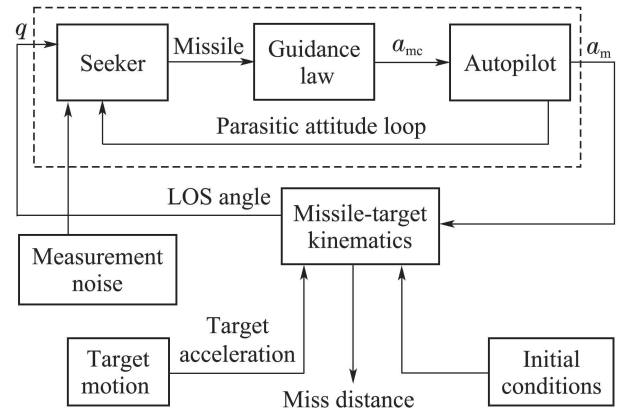 q
Seeker
Missile
Guidance
law
a_mc
Autopilot
a_m
Parasitic attitude loop
LOS angle
Missile-target
kinematics
Measurement
noise
Target
acceleration
Target
motion
Miss distance
Initial
conditions